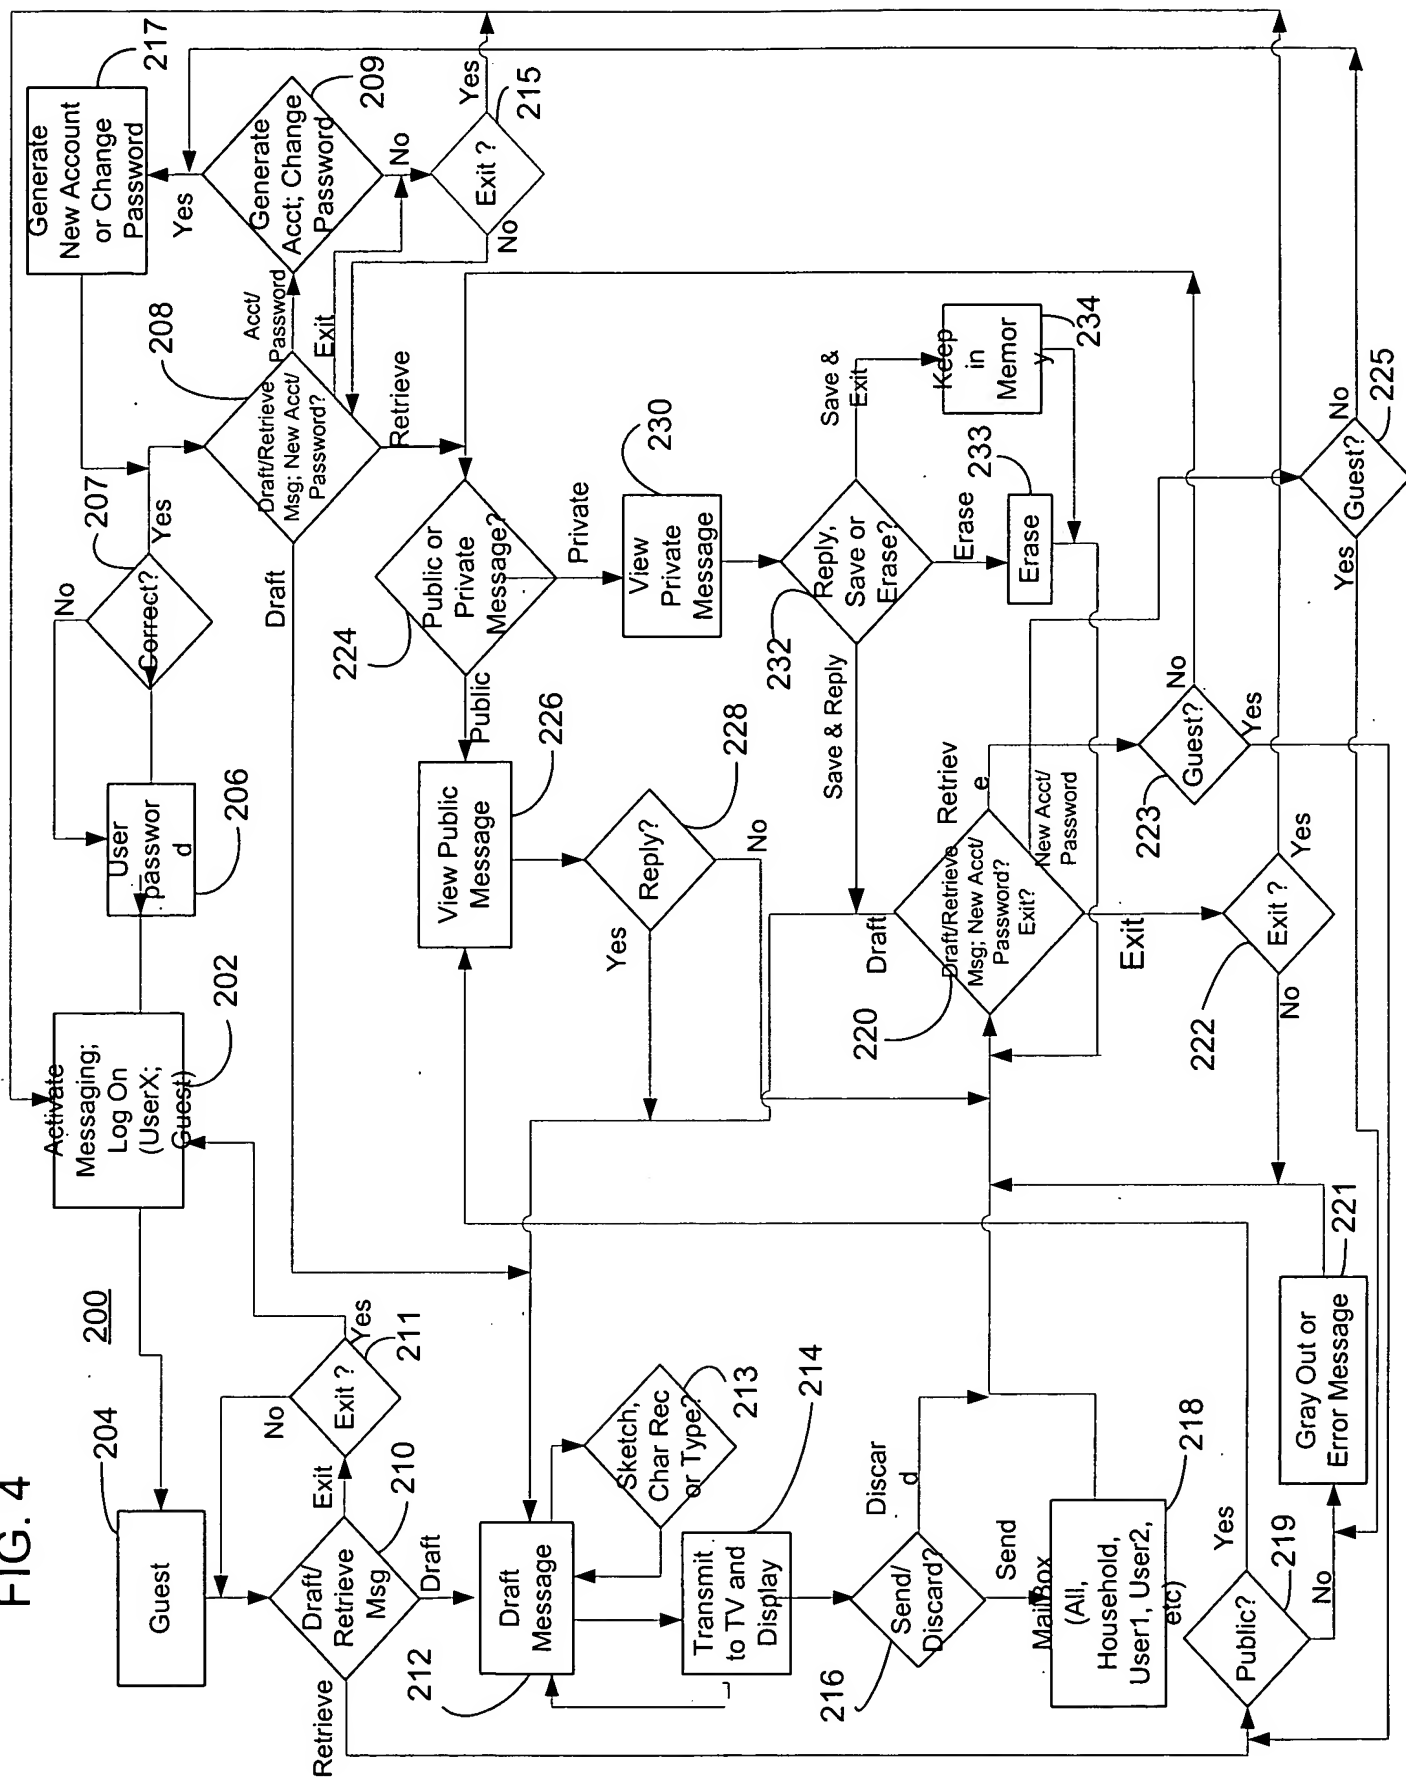 FIG. 4
200
Guest
204
Activate
Messaging;
Log On
(UserX;
Guest)
202
User
passwor
d
206
Correct?
207
No
Yes
Generate
New Account
or Change
Password
217
Draft/
Retrieve
Msg
210
Retrieve
Exit
Draft
Exit ?
211
No
Yes
Draft
Draft/Retrieve
Msg; New Acct/
Password?
208
Acct/
Password
Exit
Retrieve
Generate
Acct; Change
Password
209
Yes
No
Exit ?
215
Yes
No
Draft
Message
212
Sketch,
Char Rec
or Type?
213
Transmit
to TV and
Display
214
View Public
Message
226
Public
Public or
Private
Message?
224
Private
Reply?
228
Yes
No
View
Private
Message
230
Send/
Discard?
216
Discar
d
Send
Reply,
Save or
Erase?
232
Save & Reply
Save &
Exit
Erase
Keep
in
Memor
y
234
Erase
233
MailBox
(All,
Household,
User1, User2,
etc)
218
Draft/Retrieve
Msg; New Acct/
Password?
Exit?
220
Draft
Retriev
e
New Acct/
Password
Exit
Public?
219
Yes
No
Gray Out or
Error Message
221
Exit ?
222
No
Yes
Guest?
223
No
Yes
Guest?
225
Yes
No